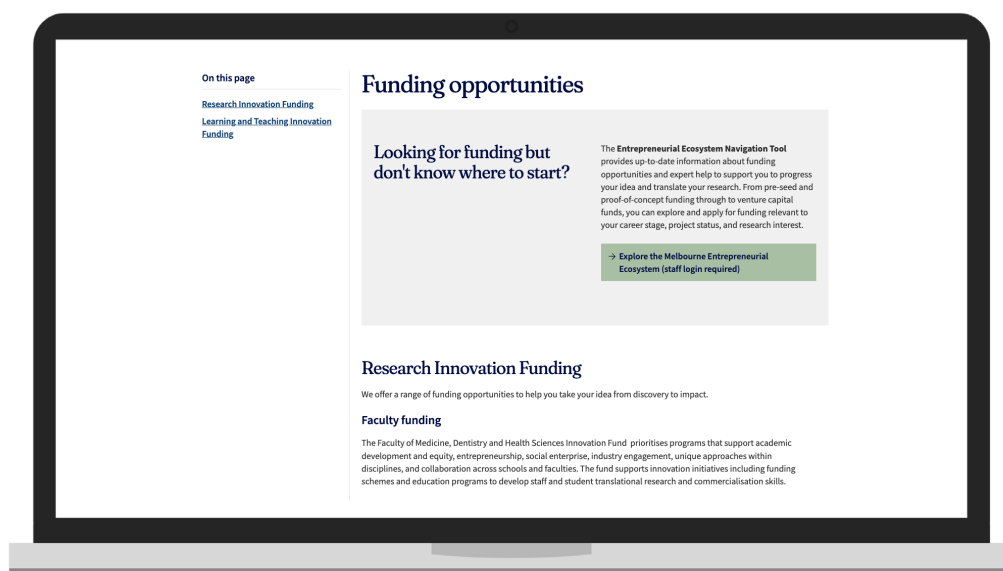 On this page
Research Innovation Funding
Learning and Teaching Innovation
Funding
Funding opportunities
Looking for funding but
don't know where to start?
The Entrepreneurial Ecosystem Navigation Tool
provides up-to-date information about funding
opportunities and expert help to support you to progress
your idea and translate your research. From pre-seed and
proof-of-concept funding through to venture capital
funds, you can explore and apply for funding relevant to
your career stage, project status, and research interest.
→ Explore the Melbourne Entrepreneurial
Ecosystem (staff login required)
Research Innovation Funding
We offer a range of funding opportunities to help you take your idea from discovery to impact.
Faculty funding
The Faculty of Medicine, Dentistry and Health Sciences Innovation Fund  prioritises programs that support academic
development and equity, entrepreneurship, social enterprise, industry engagement, unique approaches within
disciplines, and collaboration across schools and faculties. The fund supports innovation initiatives including funding
schemes and education programs to develop staff and student translational research and commercialisation skills.